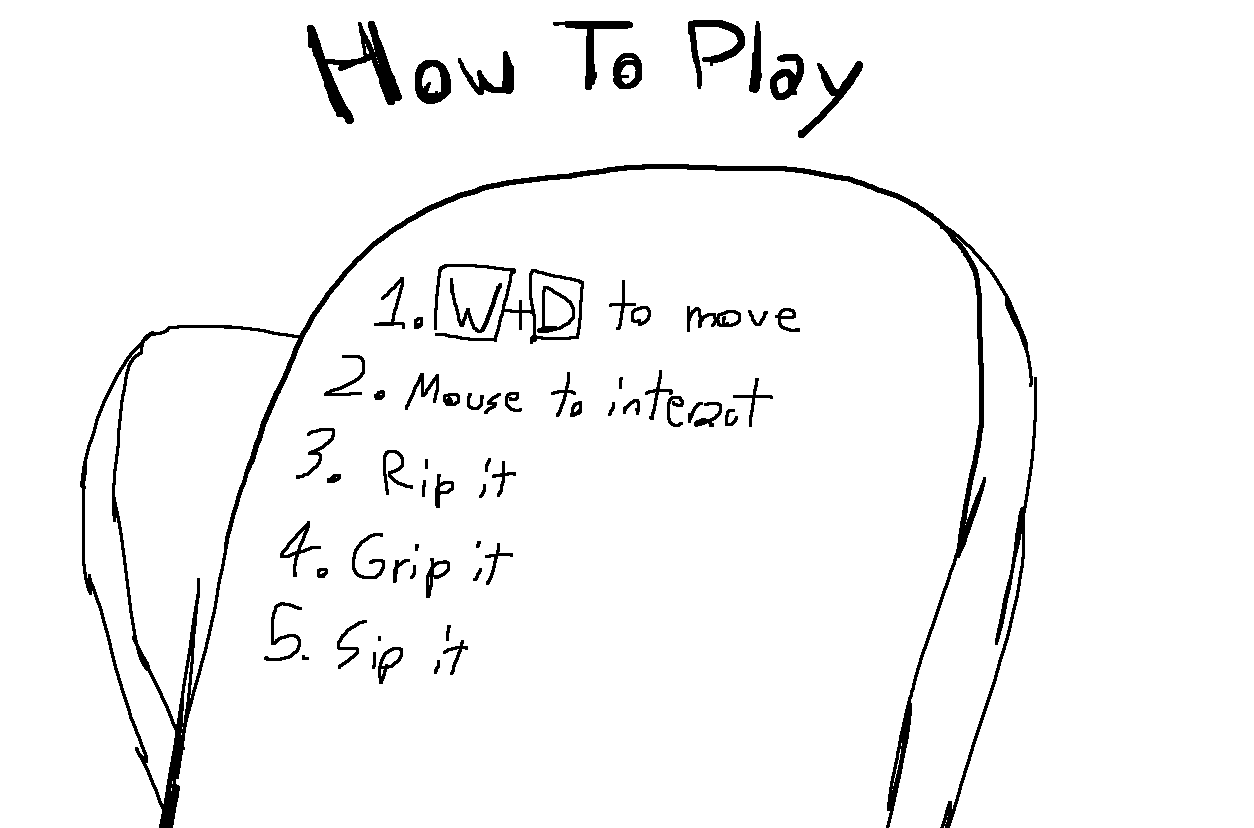 How To Play
1. W+D to move
2. Mouse to interact
3. Rip it
4. Grip it
5. Sip it